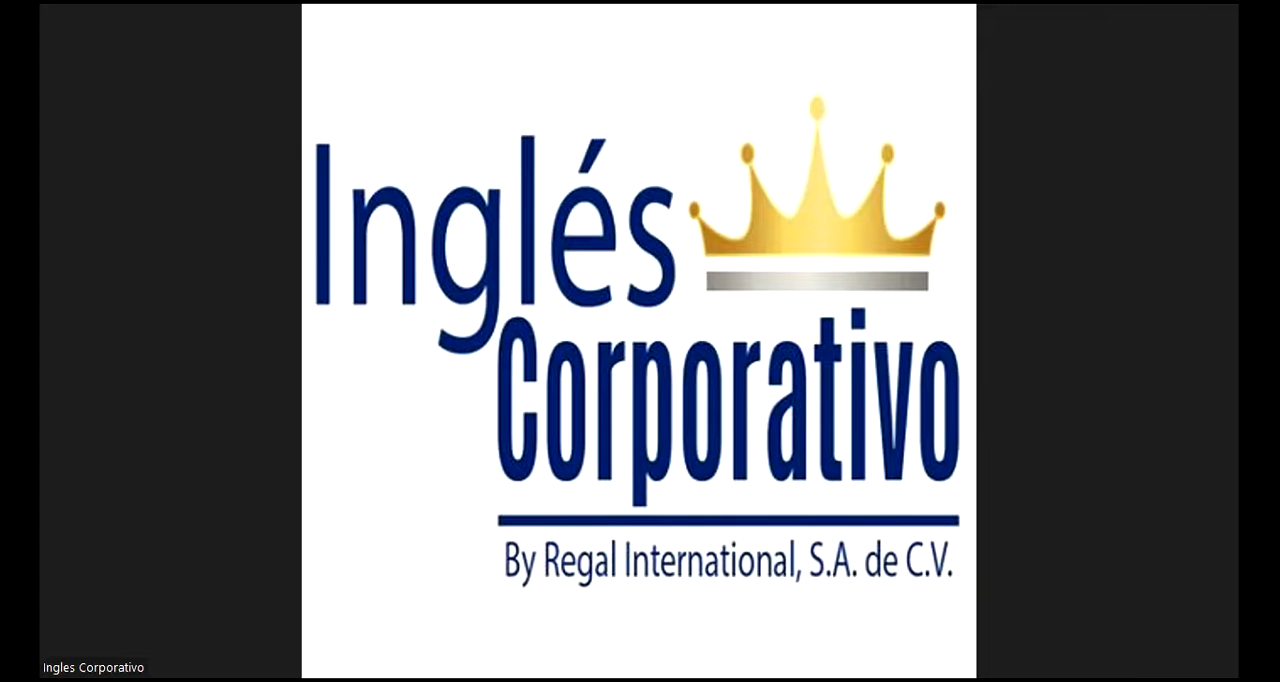 Inglés
Corporativo
By Regal International, S.A. de C.V.
Ingles Corporativo